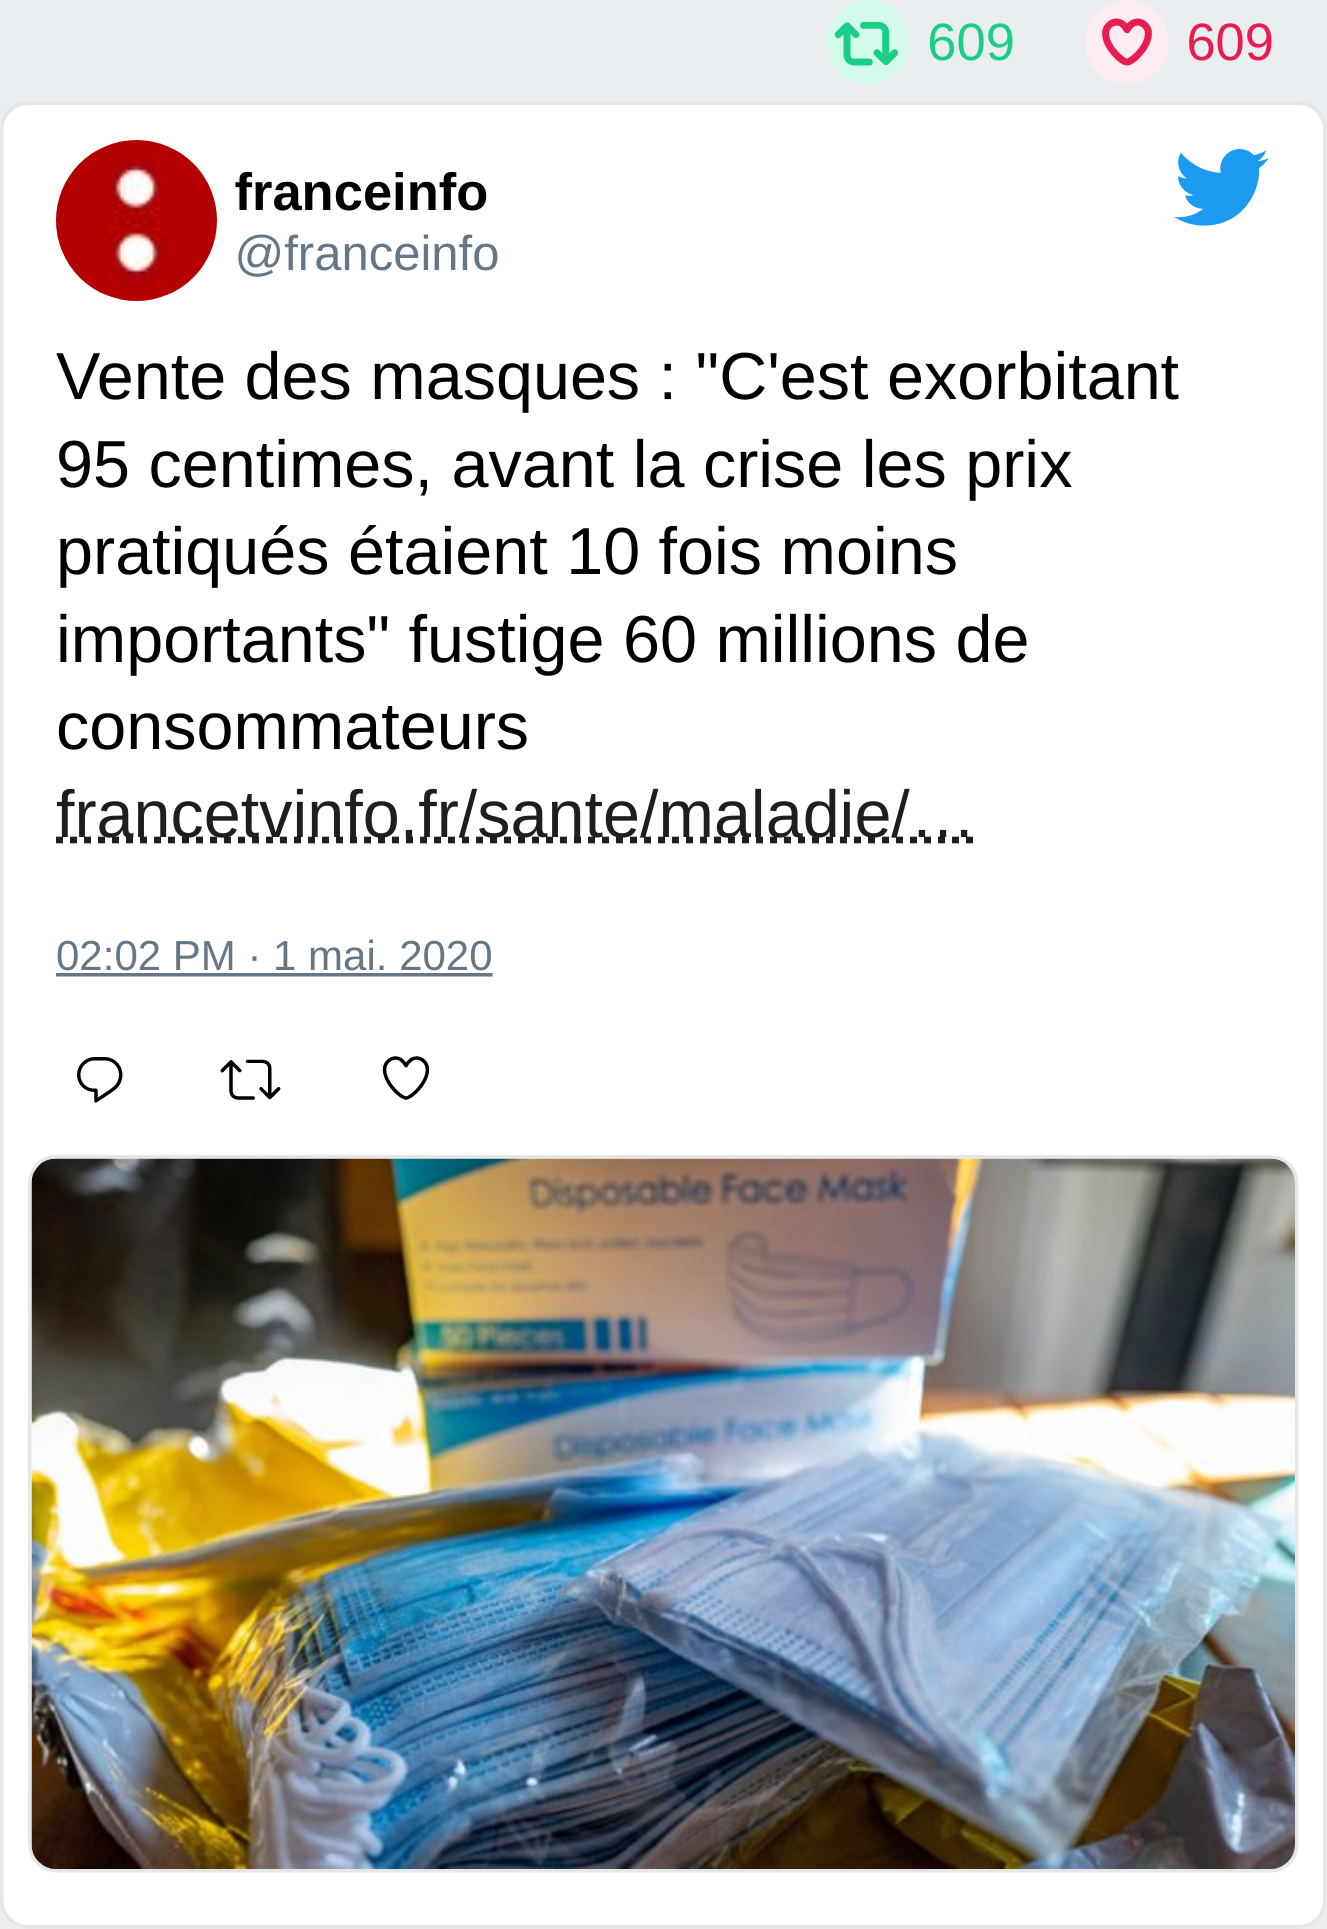 609 609
franceinfo
@franceinfo
Vente des masques : "C'est exorbitant
95 centimes, avant la crise les prix
pratiqués étaient 10 fois moins
importants" fustige 60 millions de
consommateurs
francetvinfo.fr/sante/maladie/...
02:02 PM · 1 mai. 2020
Disposable Face Mask
50 Pieces
Disposable Face Mask